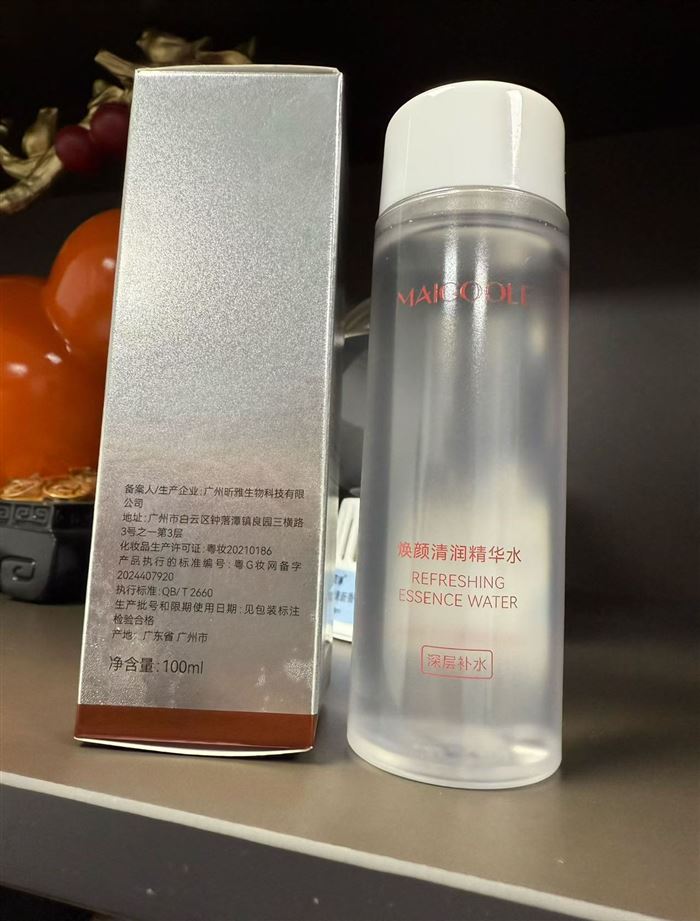 备案人/生产企业:广州昕雅生物科技有限
公司
地址:广州市白云区钟落潭镇良园三横路
3号之一第3层
化妆品生产许可证:粤妆20210186
产品执行的标准编号:粤G妆网备字
2024407920
执行标准:QB/T 2660
生产批号和限期使用日期:见包装标注
检验合格
产地:广东省 广州市
净含量:100ml
MAICOOLE
焕颜清润精华水
REFRESHING
ESSENCE WATER
深层补水